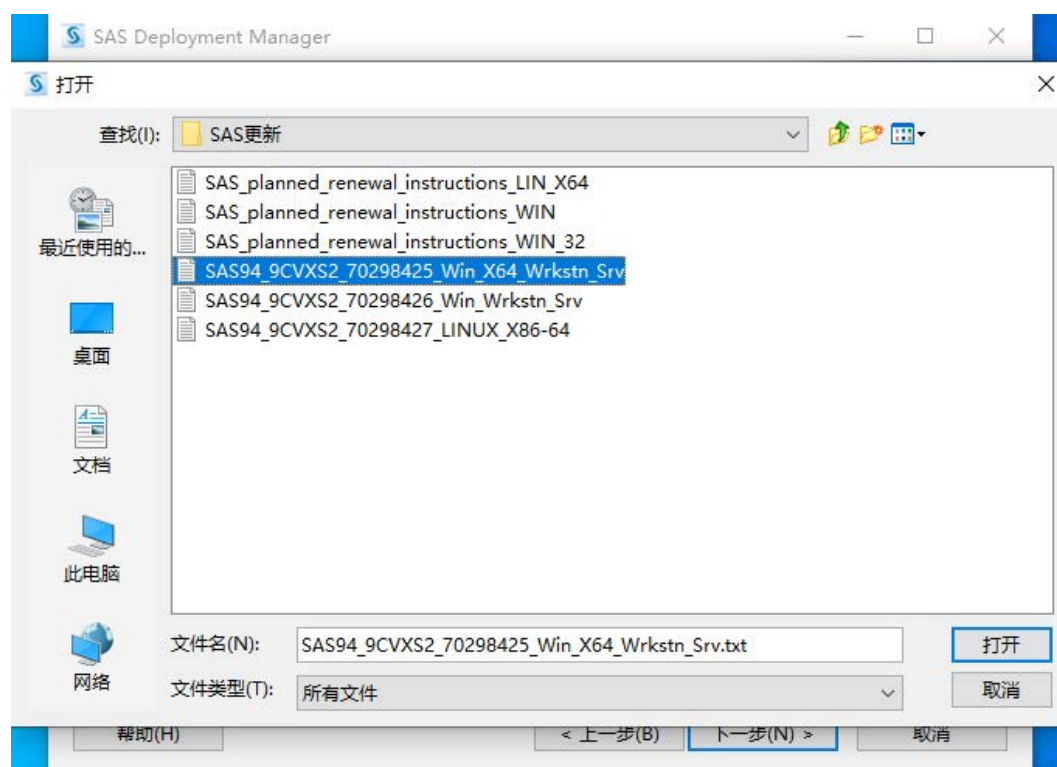 SAS Deployment Manager
打开
查找(I):
SAS更新
SAS_planned_renewal_instructions_LIN_X64
SAS_planned_renewal_instructions_WIN
SAS_planned_renewal_instructions_WIN_32
SAS94_9CVXS2_70298425_Win_X64_Wrkstn_Srv
SAS94_9CVXS2_70298426_Win_Wrkstn_Srv
SAS94_9CVXS2_70298427_LINUX_X86-64
最近使用的...
桌面
文档
此电脑
网络
文件名(N):
SAS94_9CVXS2_70298425_Win_X64_Wrkstn_Srv.txt
打开
文件类型(T):
所有文件
取消
帮助(H)
< 上一步(B)
下一步(N) >
取消